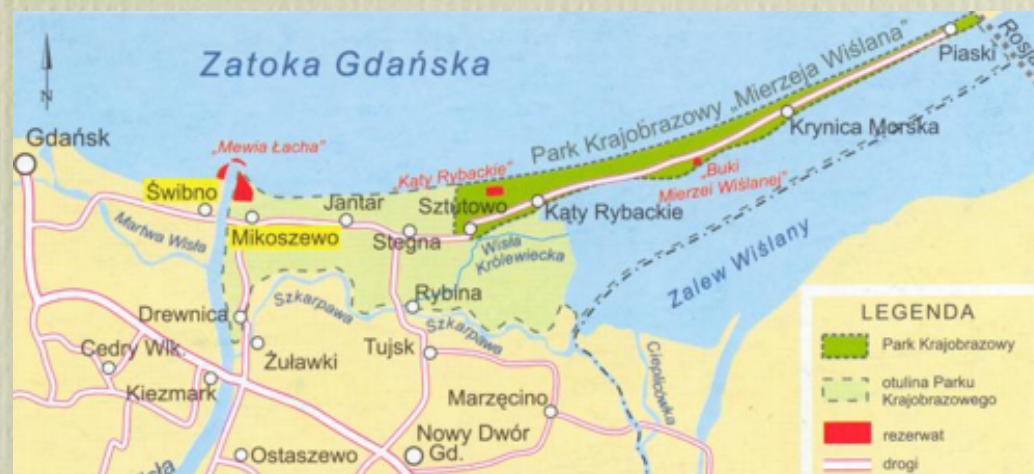 Zatoka Gdańska
N
Gdańsk
„Mewia Łacha”
Świbno
Mikoszewo
Martwa Wisła
Jantar
Stegna
„Kąty Rybackie”
Sztutowo
Kąty Rybackie
Park Krajobrazowy „Mierzeja Wiślana”
Piaski
Krynica Morska
„Buki
Mierzei Wiślanej”
Wisła
Królewiecka
Zalew Wiślany
Rybina
Szkarpawa
Szkarpawa
Drewnica
Żuławki
Cedry Wlk.
Kiezmark
Tujsk
Marzęcino
Nowy Dwór
Gd.
Ostaszewo
LEGENDA
Park Krajobrazowy
otulina Parku
Krajobrazowego
rezerwat
drogi